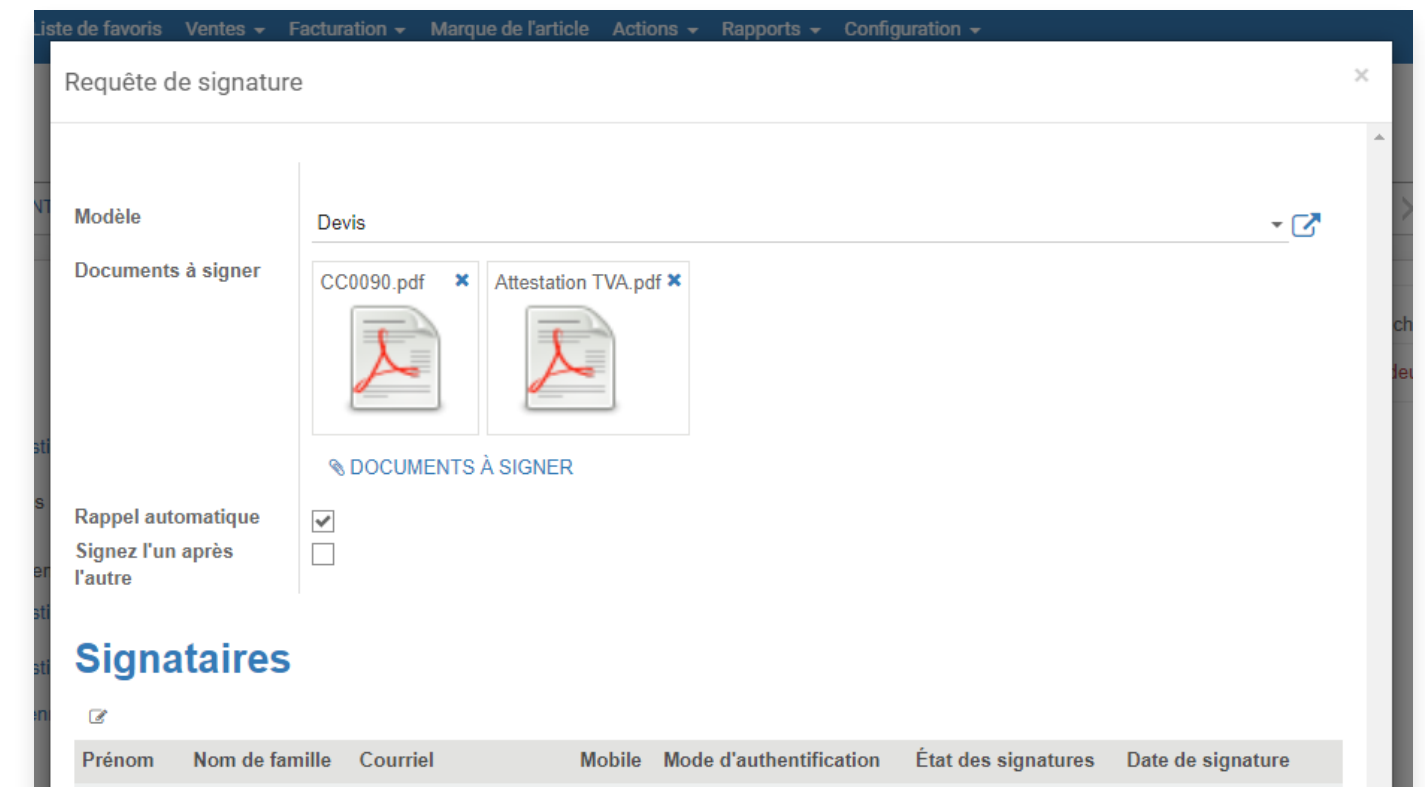 Liste de favoris Ventes Facturation Marque de l'article Actions Rapports Configuration
Requête de signature
Modèle
Devis
Documents à signer
CC0090.pdf
Attestation TVA.pdf
DOCUMENTS À SIGNER
Rappel automatique
Signez l'un après
l'autre
Signataires
Prénom Nom de famille Courriel Mobile Mode d'authentification État des signatures Date de signature